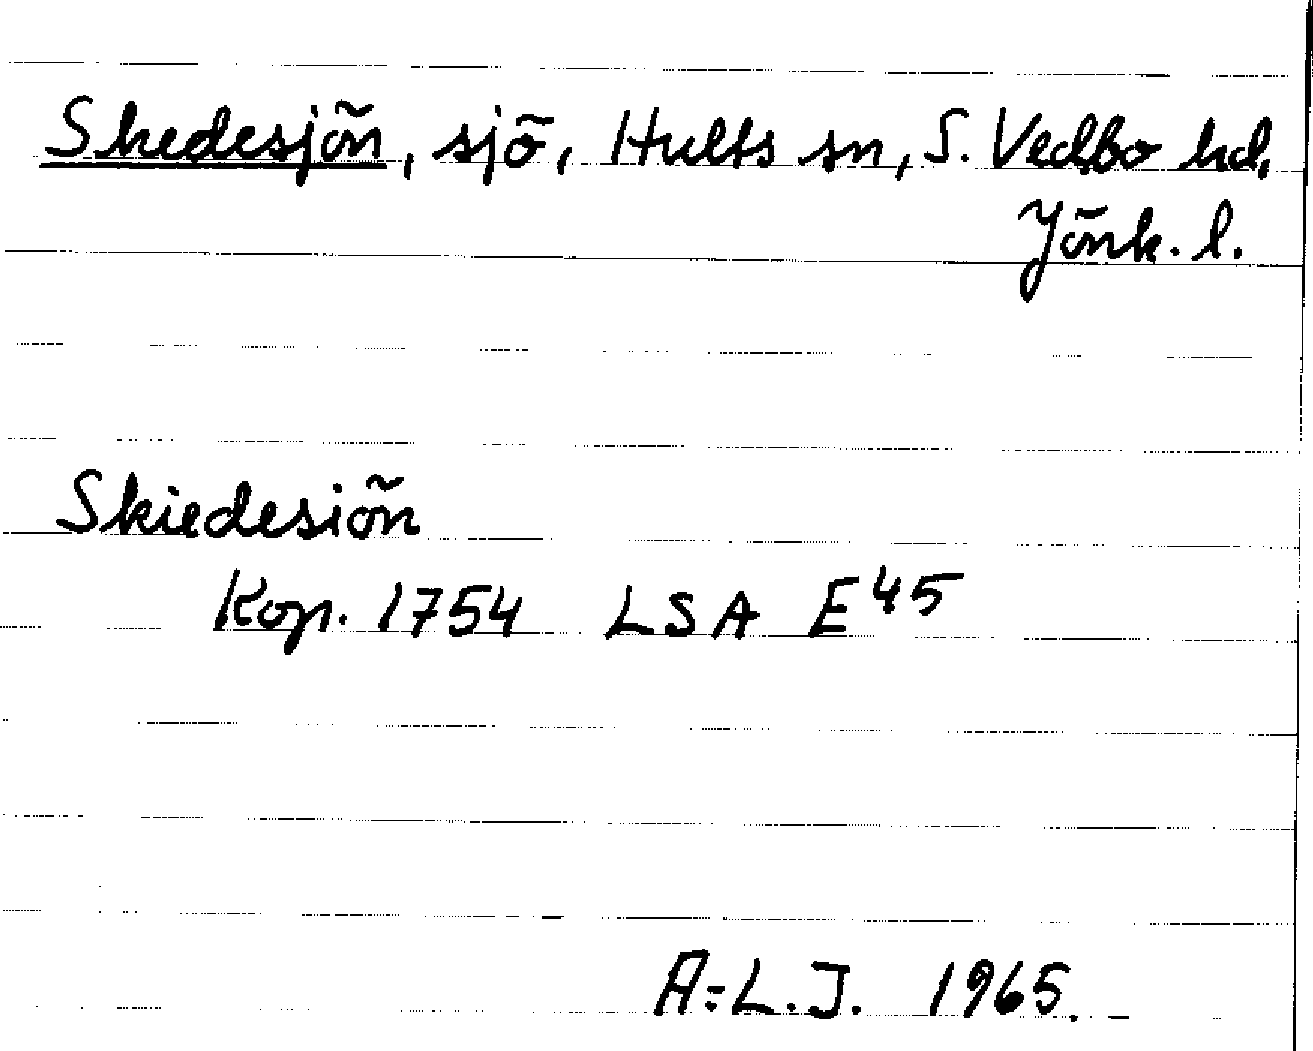 Skedesjön, sjö, Hults sn, S. Vedbo hd,
Jönk. l.
Skiedesiön
Kop. 1754 LSA E45
A=L.J. 1965.